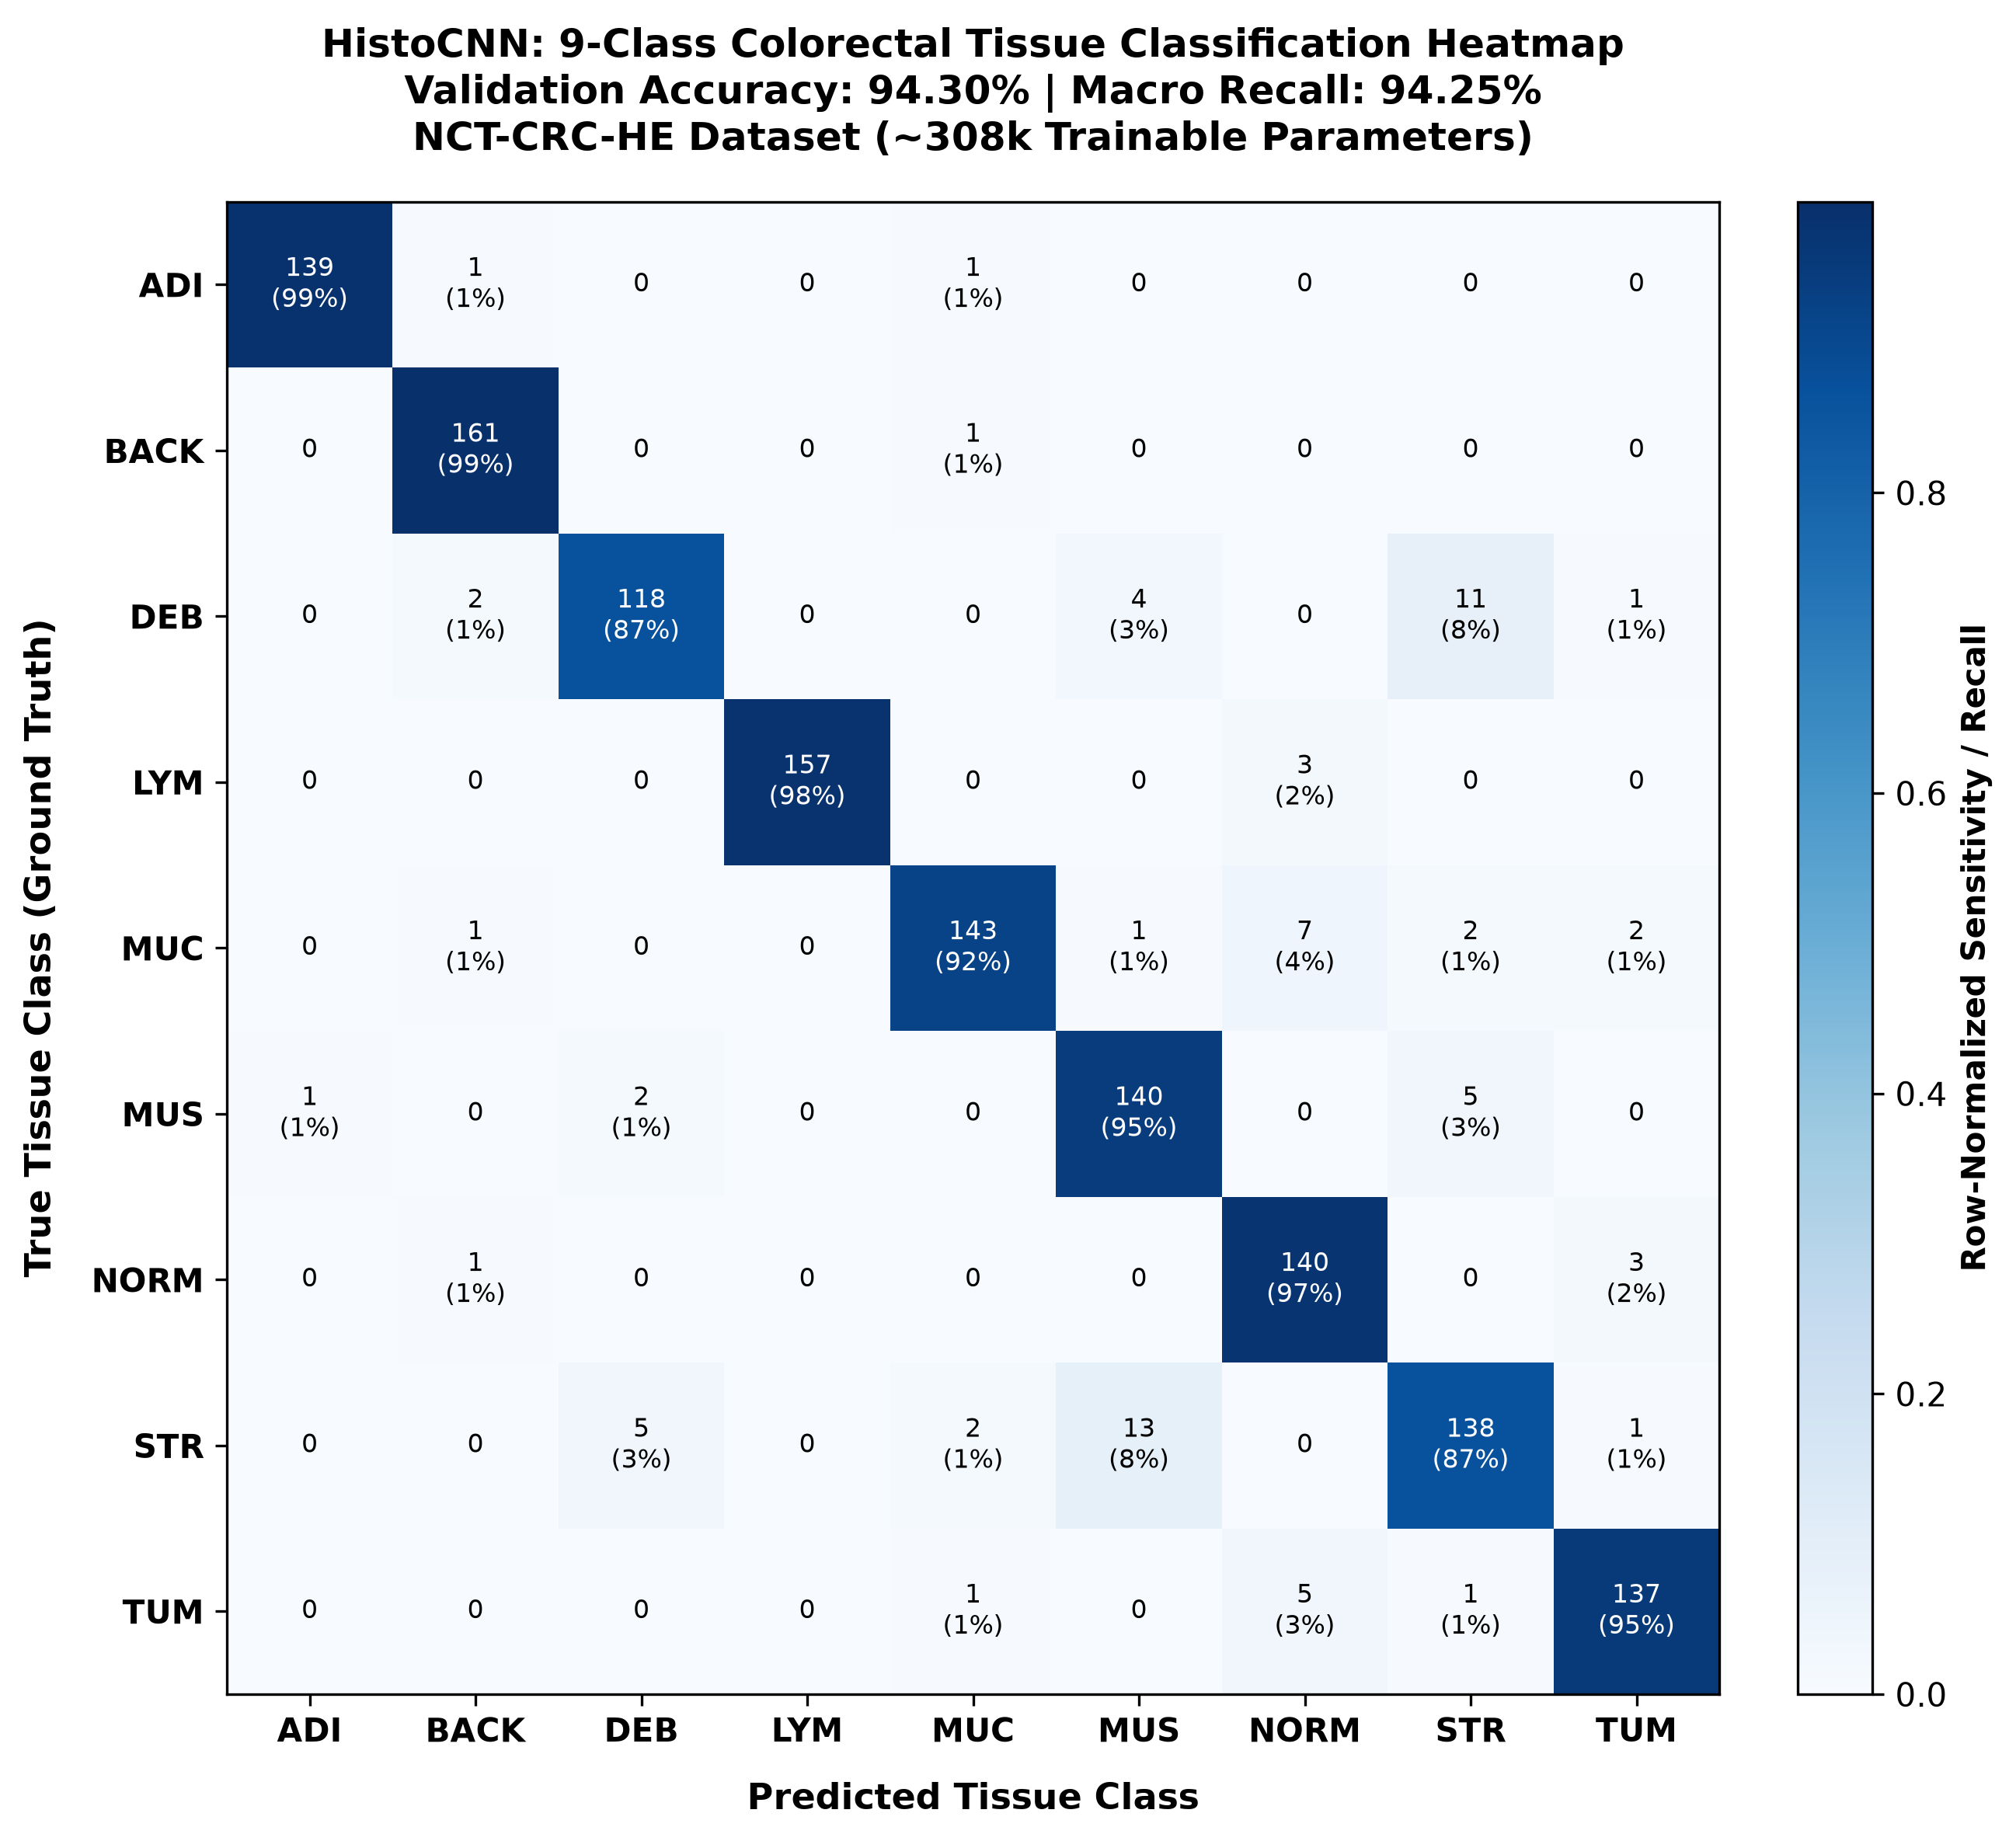 HistoCNN: 9-Class Colorectal Tissue Classification Heatmap
Validation Accuracy: 94.30% | Macro Recall: 94.25%
NCT-CRC-HE Dataset (~308k Trainable Parameters)
True Tissue Class (Ground Truth)
ADI
139 1 0 0 1 0 0 0 0
(99%) (1%) (1%)
BACK
0 161 0 0 1 0 0 0 0
(99%) (1%)
DEB
0 2 118 0 0 4 0 11 1
(1%) (87%) (3%) (8%) (1%)
LYM
0 0 0 157 0 0 3 0 0
(98%) (2%)
MUC
0 1 0 0 143 1 7 2 2
(1%) (92%) (1%) (4%) (1%) (1%)
MUS
1 0 2 0 0 140 0 5 0
(1%) (1%) (95%) (3%)
NORM
0 1 0 0 0 0 140 0 3
(1%) (97%) (2%)
STR
0 0 5 0 2 13 0 138 1
(3%) (1%) (8%) (87%) (1%)
TUM
0 0 0 0 1 0 5 1 137
(1%) (3%) (1%) (95%)
ADI BACK DEB LYM MUC MUS NORM STR TUM
Predicted Tissue Class
0.8
0.6
0.4
0.2
0.0
Row-Normalized Sensitivity / Recall